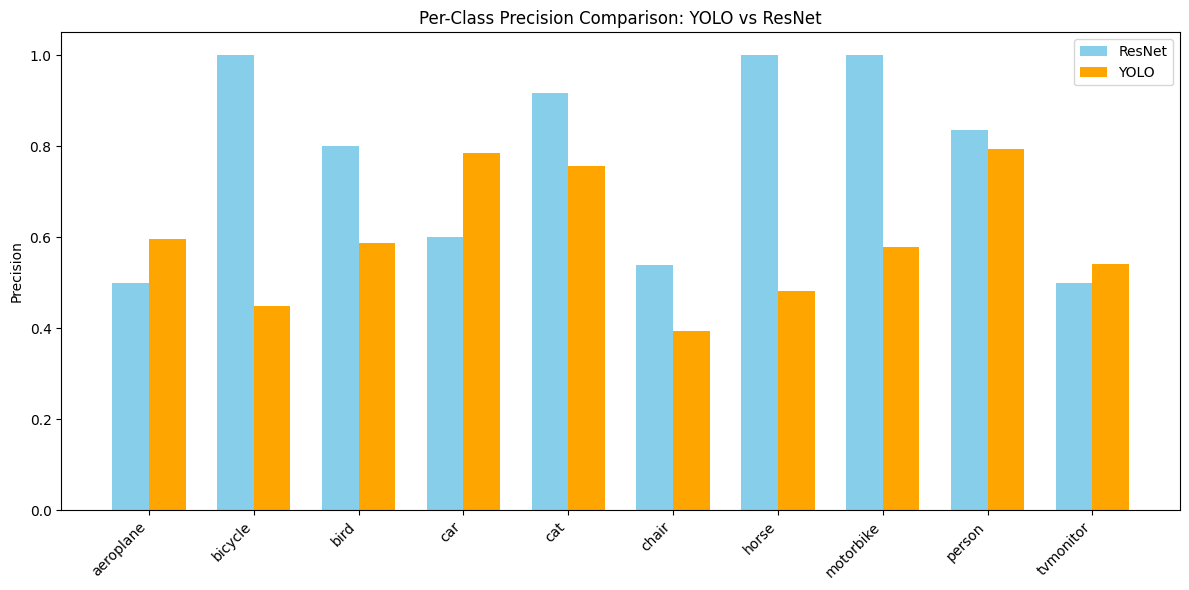 Per-Class Precision Comparison: YOLO vs ResNet
ResNet
YOLO
Precision
1.0
0.8
0.6
0.4
0.2
0.0
aeroplane
bicycle
bird
car
cat
chair
horse
motorbike
person
tvmonitor